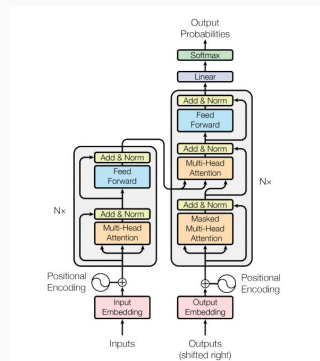 Output
Probabilities
Softmax
Linear
Add & Norm
Feed
Forward
Add & Norm
Multi-Head
Attention
Nx
Add & Norm
Masked
Multi-Head
Attention
Positional
Encoding
Output
Embedding
Outputs
(shifted right)
Add & Norm
Feed
Forward
Nx
Add & Norm
Multi-Head
Attention
Positional
Encoding
Input
Embedding
Inputs